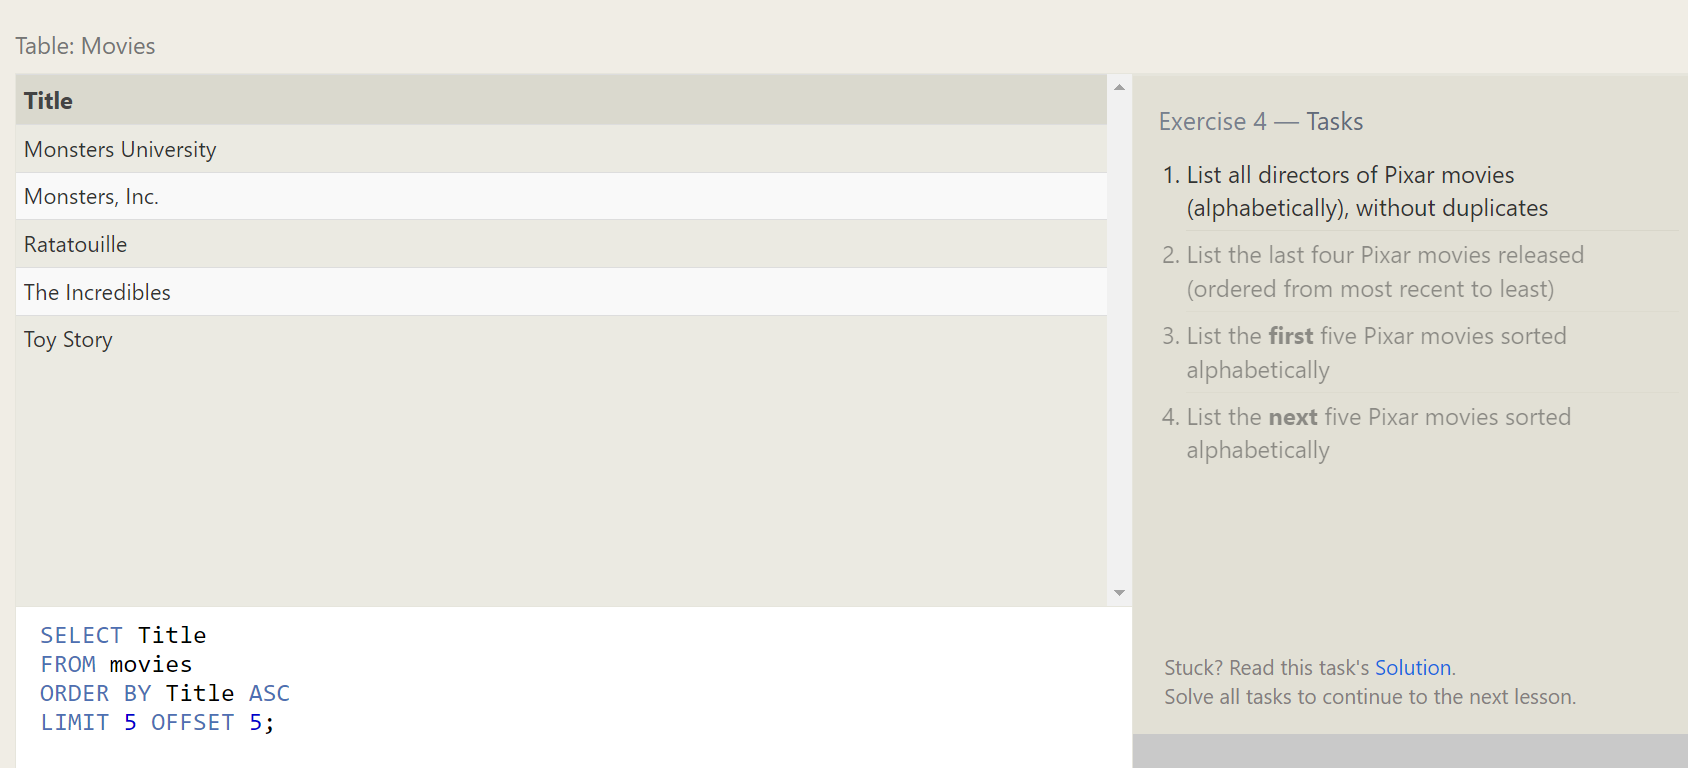 Table: Movies
Title
Monsters University
Monsters, Inc.
Ratatouille
The Incredibles
Toy Story
SELECT Title
FROM movies
ORDER BY Title ASC
LIMIT 5 OFFSET 5;
Exercise 4 — Tasks
1. List all directors of Pixar movies
(alphabetically), without duplicates
2. List the last four Pixar movies released
(ordered from most recent to least)
3. List the first five Pixar movies sorted
alphabetically
4. List the next five Pixar movies sorted
alphabetically
Stuck? Read this task's Solution.
Solve all tasks to continue to the next lesson.